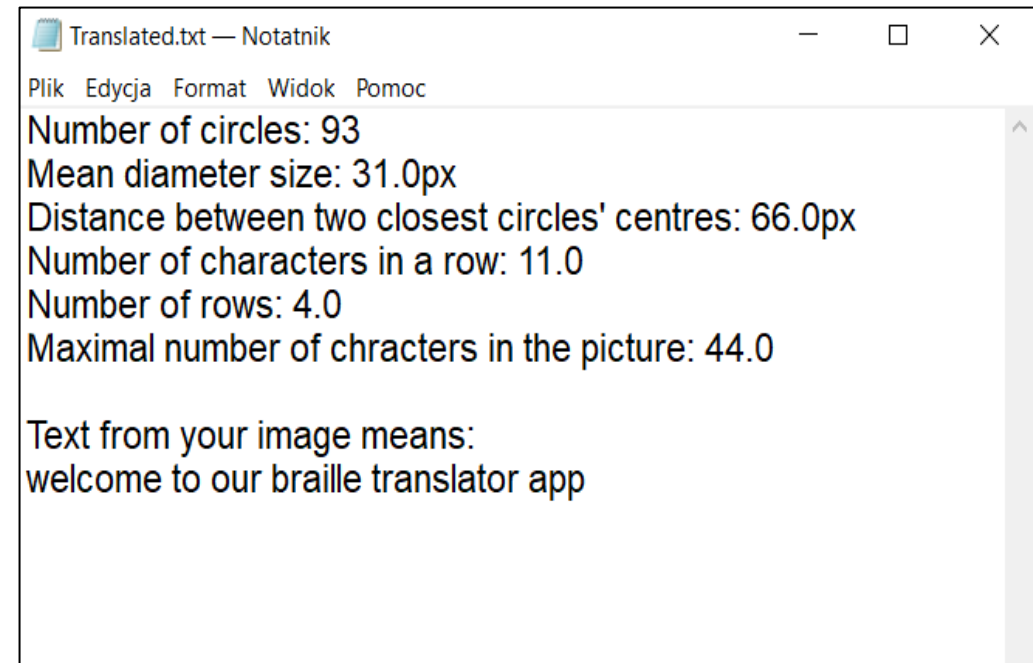 Translated.txt — Notatnik
Plik Edycja Format Widok Pomoc
Number of circles: 93
Mean diameter size: 31.0px
Distance between two closest circles' centres: 66.0px
Number of characters in a row: 11.0
Number of rows: 4.0
Maximal number of chracters in the picture: 44.0

Text from your image means:
welcome to our braille translator app